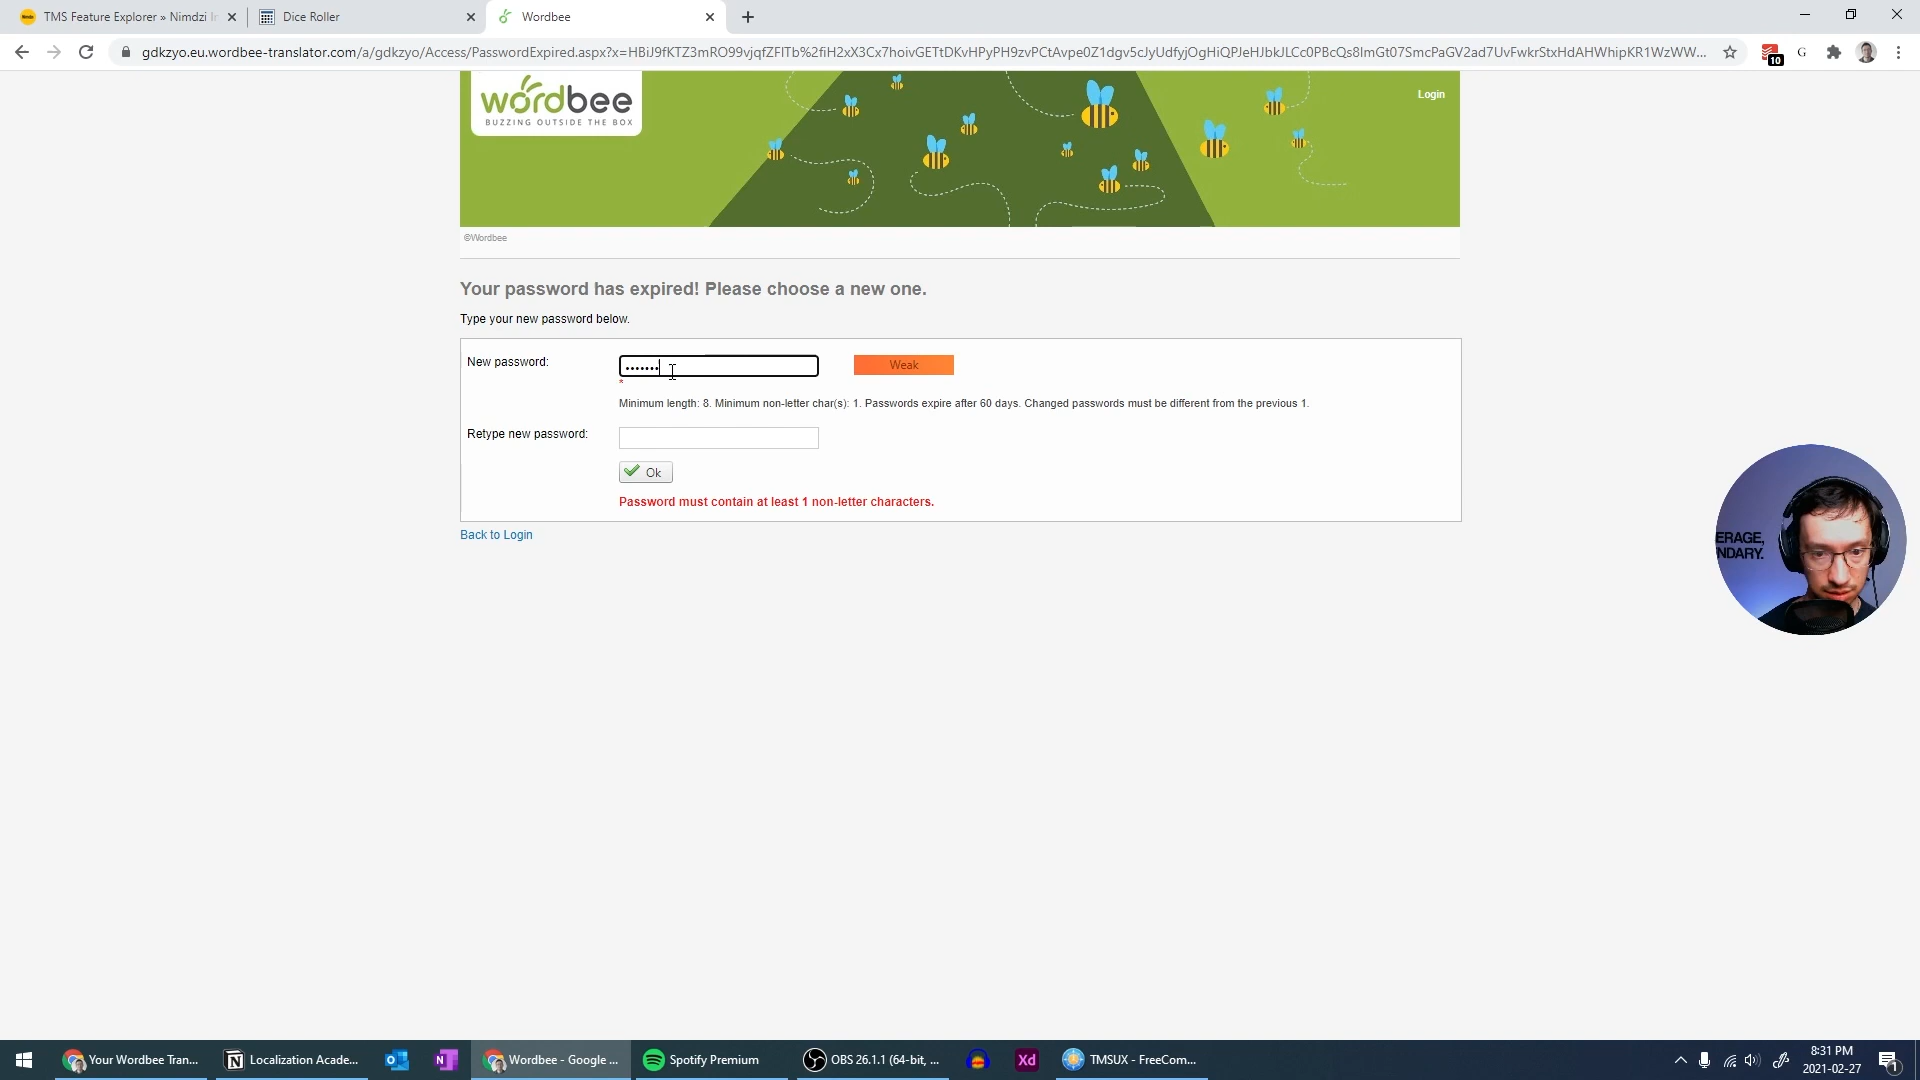 TMS Feature Explorer » Nimdzi In
Dice Roller
Wordbee
gdkzyo.eu.wordbee-translator.com/a/gdkzyo/Access/PasswordExpired.aspx?x=HBiJ9fKTZ3mRO99vjqfZFITb%2fiH2xX3Cx7hoivGETtDKvHPyPH9zvPCtAvpe0Z1dgv5cJyUdfyjOgHiQPJeHJbkJLCc0PBcQs8ImGt07SmcPaGV2ad7UvFwkrStxHdAHWhipKR1WzWW...
10
G
wordbee
BUZZING OUTSIDE THE BOX
Login
©Wordbee
Your password has expired! Please choose a new one.
Type your new password below.
New password:
•••••••
Weak
*
Minimum length: 8. Minimum non-letter char(s): 1. Passwords expire after 60 days. Changed passwords must be different from the previous 1.
Retype new password:
Ok
Password must contain at least 1 non-letter characters.
Back to Login
ERAGE,
NDARY.
Your Wordbee Tran...
Localization Acade...
Wordbee - Google ...
Spotify Premium
OBS 26.1.1 (64-bit, ...
Xd
TMSUX - FreeCom...
8:31 PM
2021-02-27
1